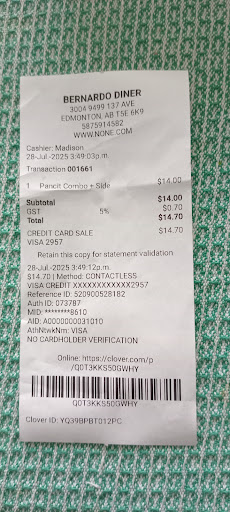 BERNARDO DINER
3004 9499 137 AVE
EDMONTON, AB T5E 6K9
5875914582
WWW.NONE.COM
Cashier: Madison
28-Jul.-2025 3:49:03p.m.
Transaction 001661
1 Pancit Combo + Side $14.00
Subtotal $14.00
GST 5% $0.70
Total $14.70
CREDIT CARD SALE $14.70
VISA 2957
Retain this copy for statement validation
28-Jul.-2025 3:49:12p.m.
$14.70 | Method: CONTACTLESS
VISA CREDIT XXXXXXXXXXXX2957
Reference ID: 520900528182
Auth ID: 073787
MID: ********8610
AID: A0000000031010
AthNtwkNm: VISA
NO CARDHOLDER VERIFICATION
Online: https://clover.com/p
/Q0T3KKS50GWHY
Q0T3KKS50GWHY
Clover ID: YQ39BPBT012PC